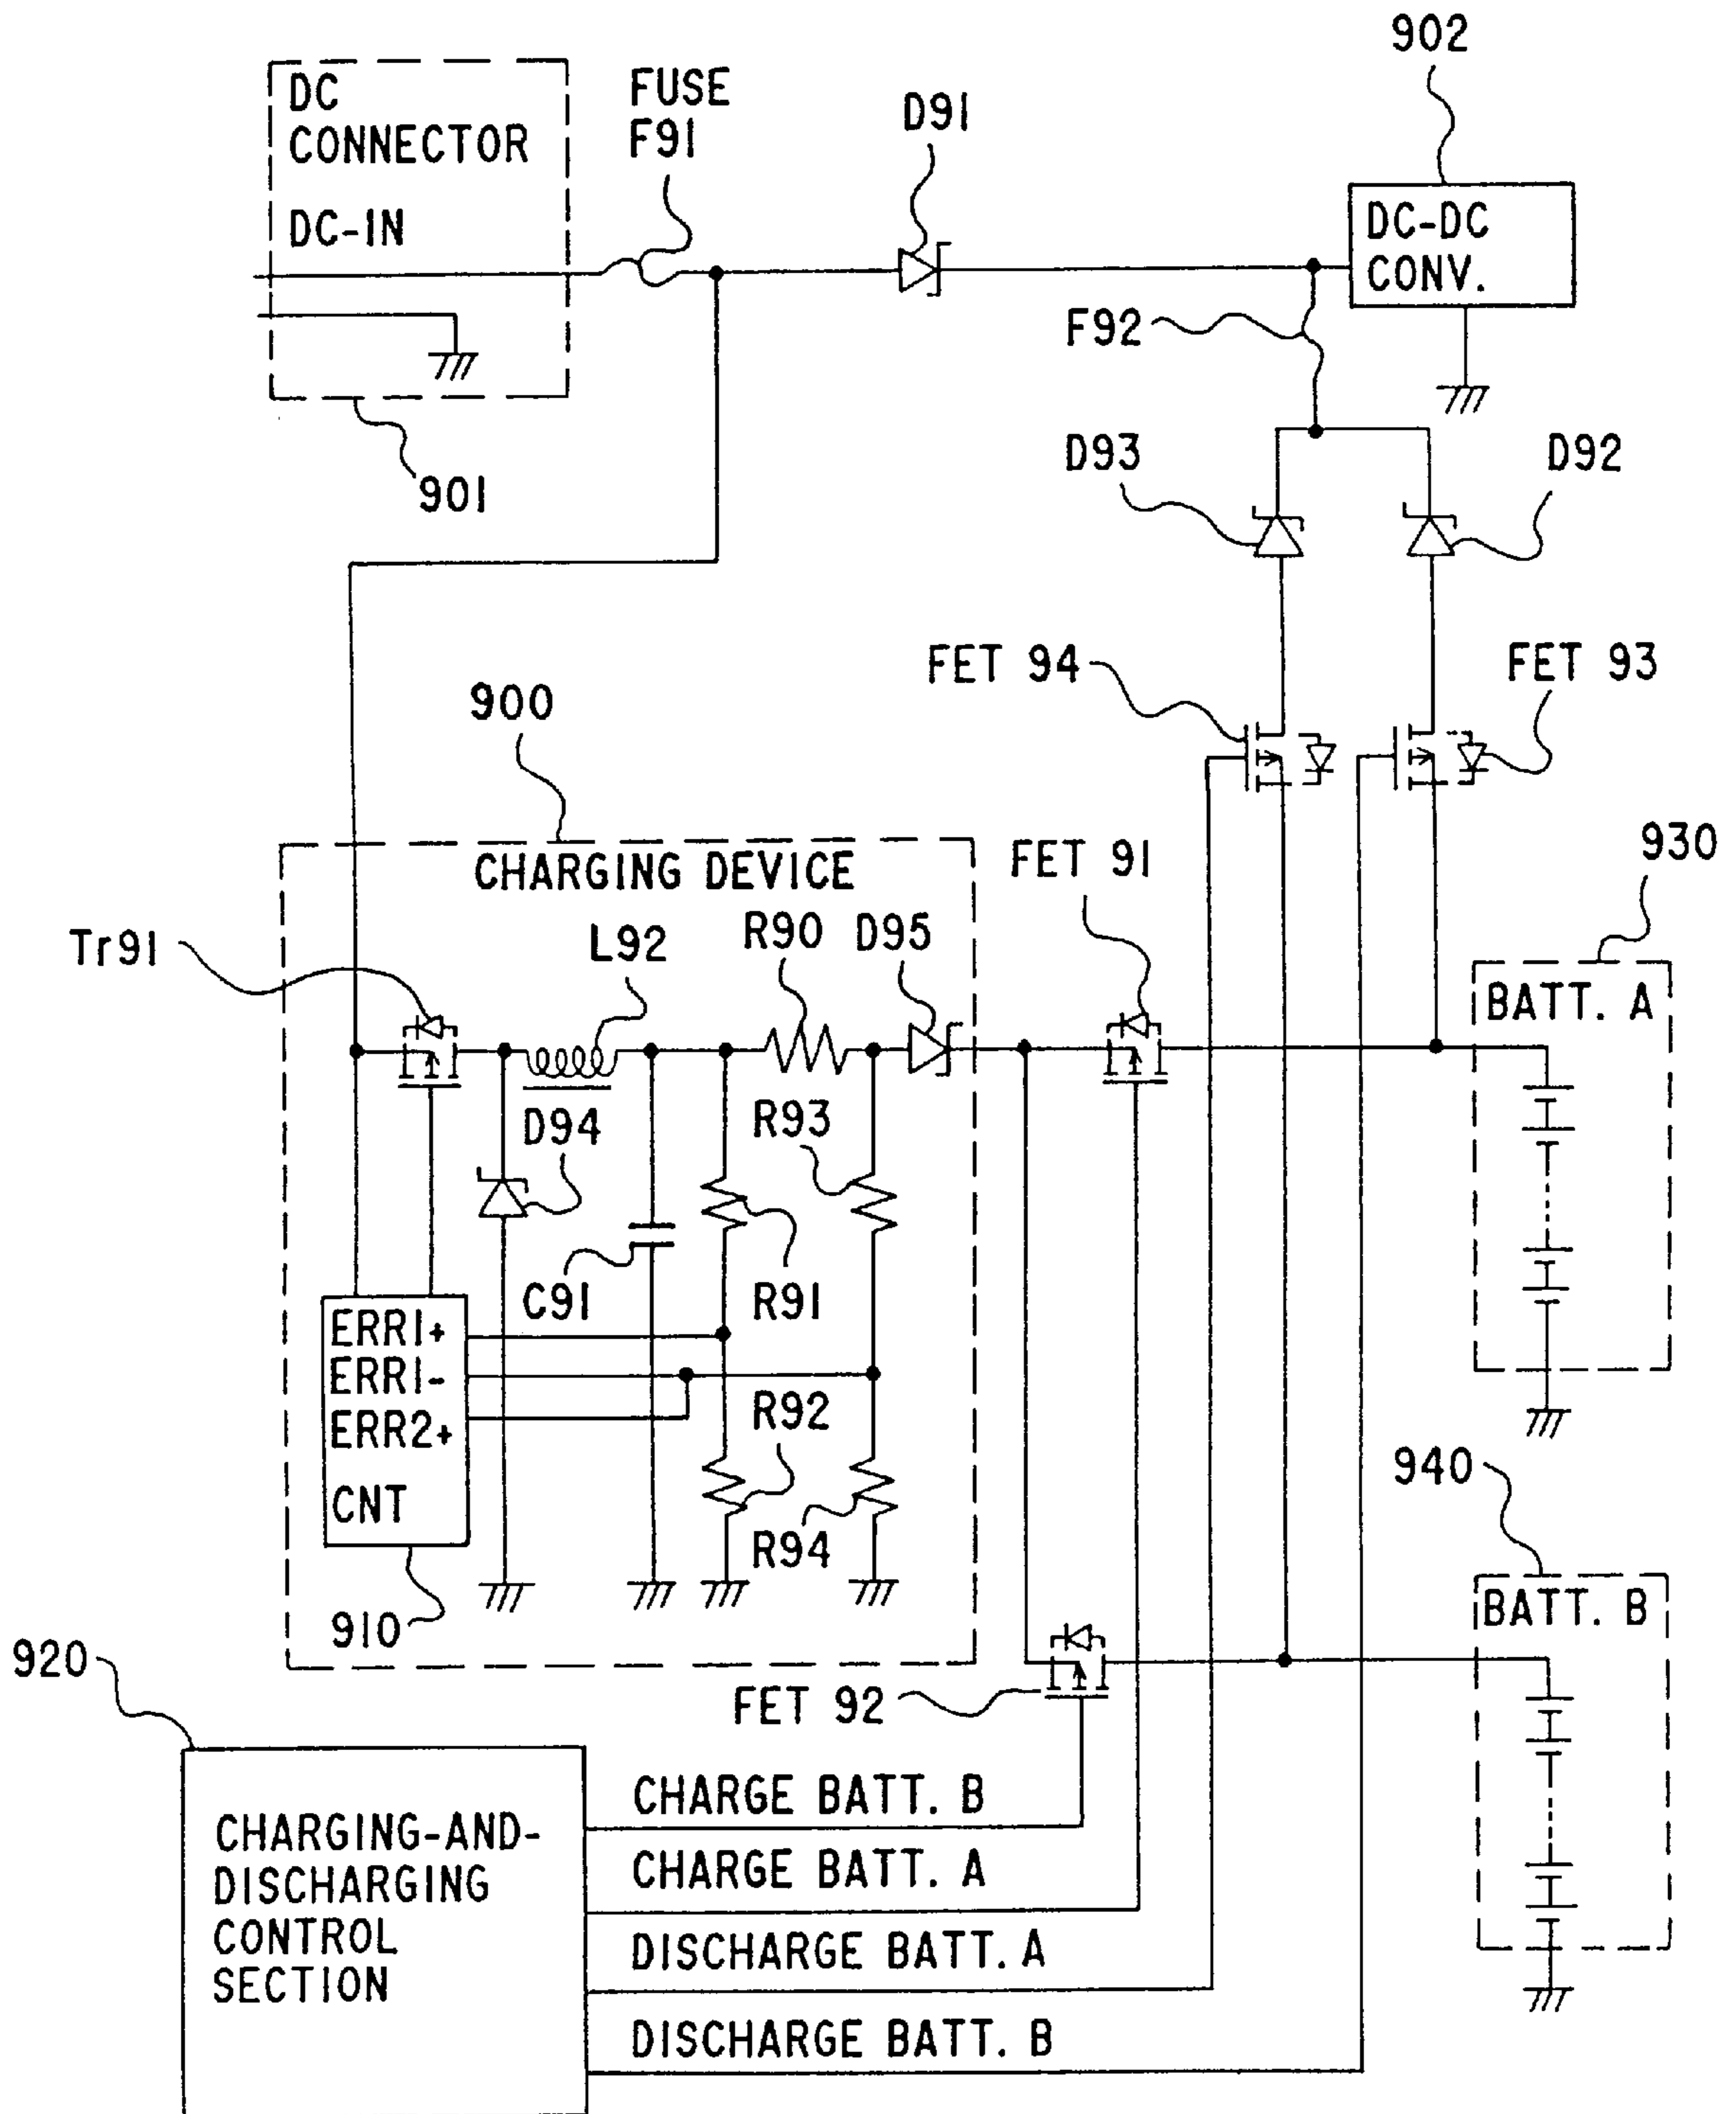 902
DC
CONNECTOR
DC-IN
FUSE
F91
D91
DC-DC
CONV.
F92
901
D93
D92
FET 94
FET 93
900
CHARGING DEVICE
FET 91
930
Tr91
L92
R90
D95
BATT. A
D94
R93
C91
R91
ERR1+
ERR1-
ERR2+
CNT
R92
R94
940
910
BATT. B
920
FET 92
CHARGING-AND-
DISCHARGING
CONTROL
SECTION
CHARGE BATT. B
CHARGE BATT. A
DISCHARGE BATT. A
DISCHARGE BATT. B